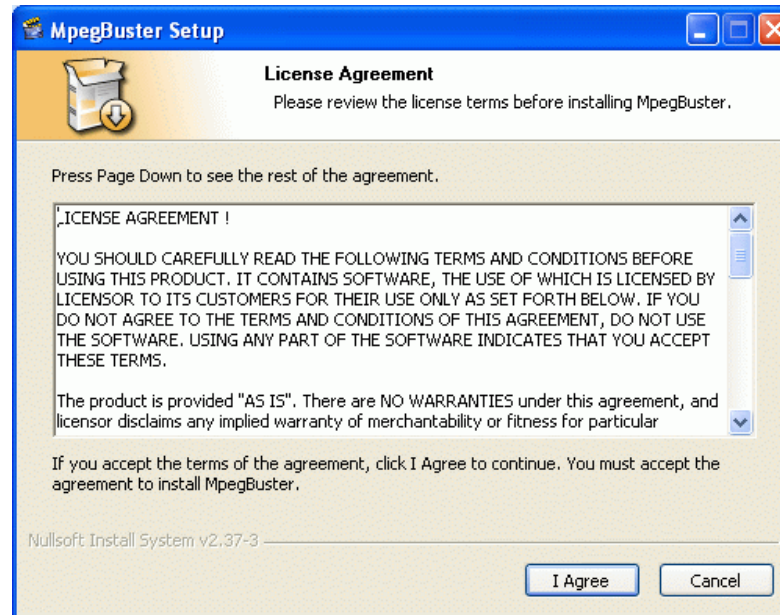 MpegBuster Setup
License Agreement
Please review the license terms before installing MpegBuster.
Press Page Down to see the rest of the agreement.
LICENSE AGREEMENT !
YOU SHOULD CAREFULLY READ THE FOLLOWING TERMS AND CONDITIONS BEFORE
USING THIS PRODUCT. IT CONTAINS SOFTWARE, THE USE OF WHICH IS LICENSED BY
LICENSOR TO ITS CUSTOMERS FOR THEIR USE ONLY AS SET FORTH BELOW. IF YOU
DO NOT AGREE TO THE TERMS AND CONDITIONS OF THIS AGREEMENT, DO NOT USE
THE SOFTWARE. USING ANY PART OF THE SOFTWARE INDICATES THAT YOU ACCEPT
THESE TERMS.
The product is provided "AS IS". There are NO WARRANTIES under this agreement, and
licensor disclaims any implied warranty of merchantability or fitness for particular
If you accept the terms of the agreement, click I Agree to continue. You must accept the
agreement to install MpegBuster.
Nullsoft Install System v2.37-3
I Agree
Cancel